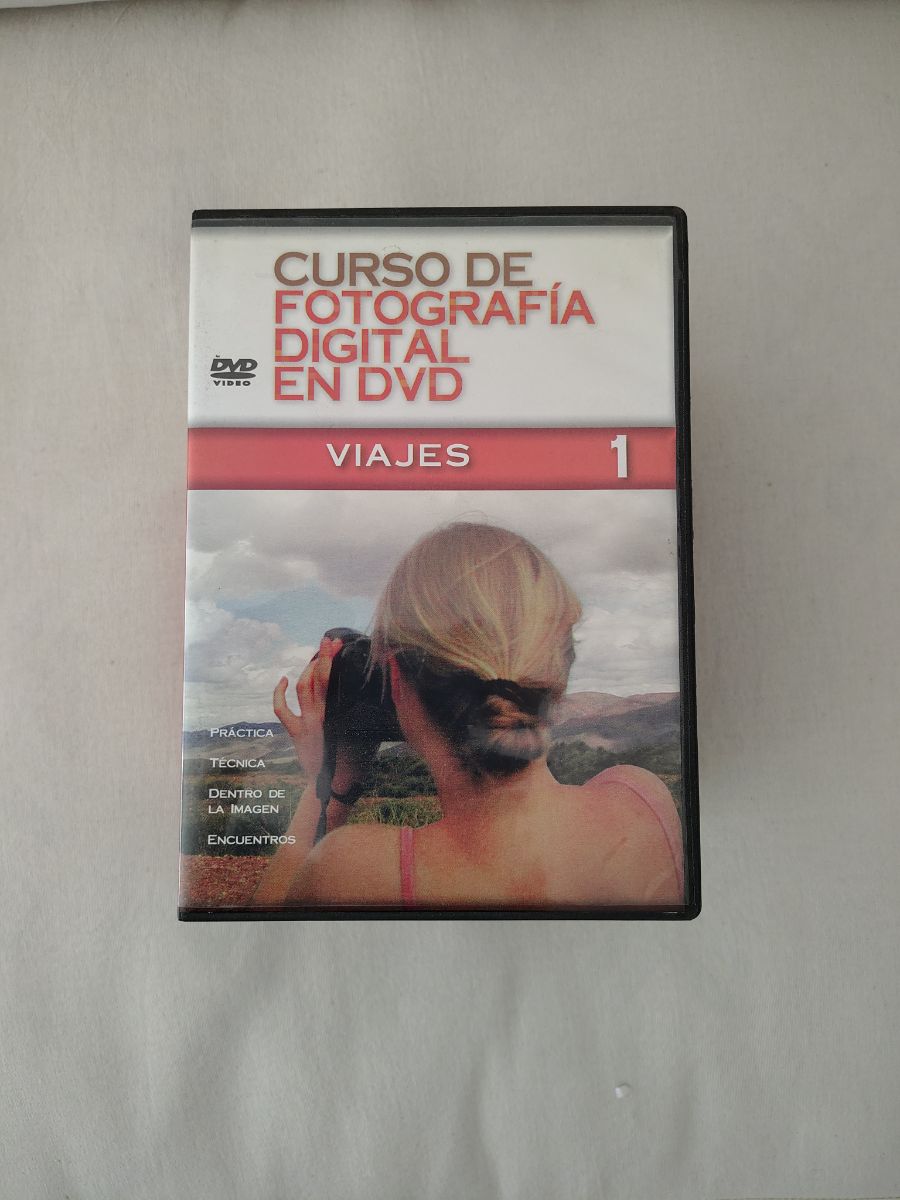 CURSO DE
FOTOGRAFÍA
DIGITAL
EN DVD
DVD
VIDEO
VIAJES 1
PRÁCTICA
TÉCNICA
DENTRO DE
LA IMAGEN
ENCUENTROS